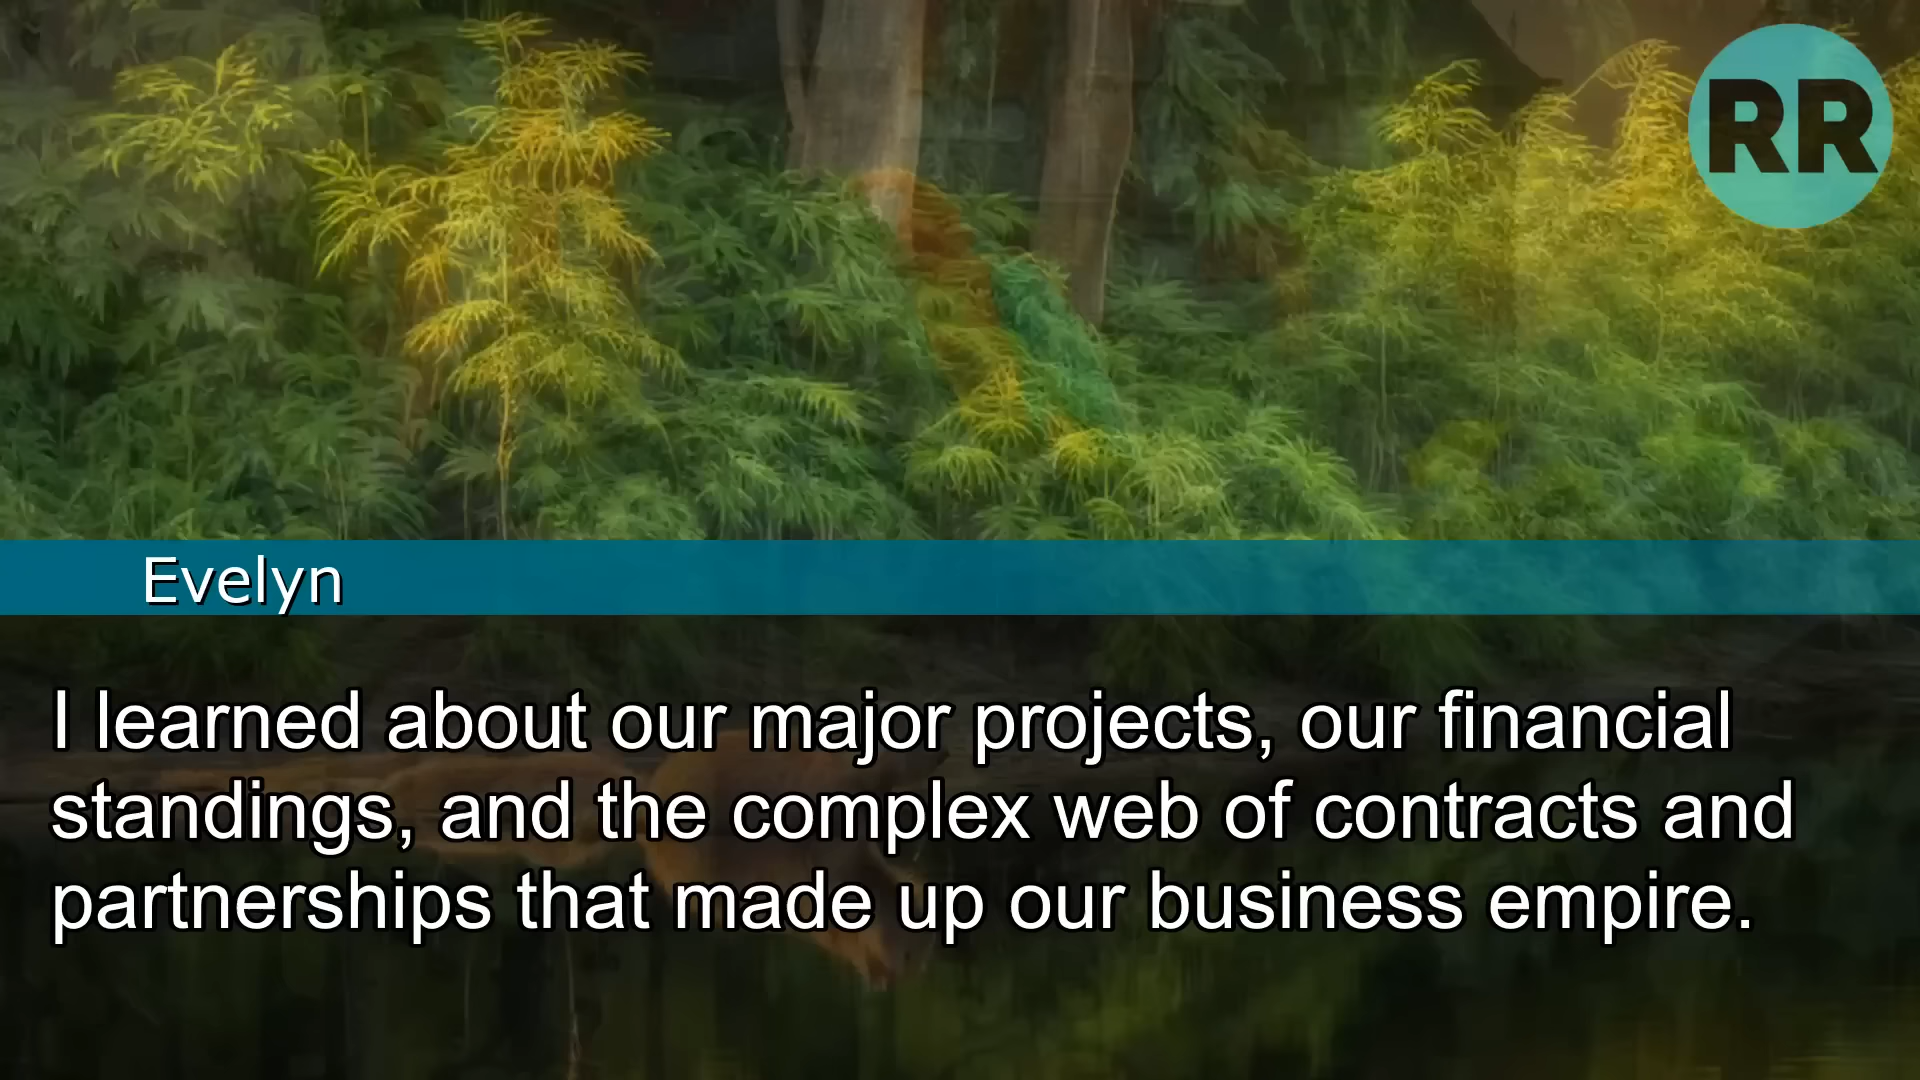 RR
Evelyn
I learned about our major projects, our financial
standings, and the complex web of contracts and
partnerships that made up our business empire.